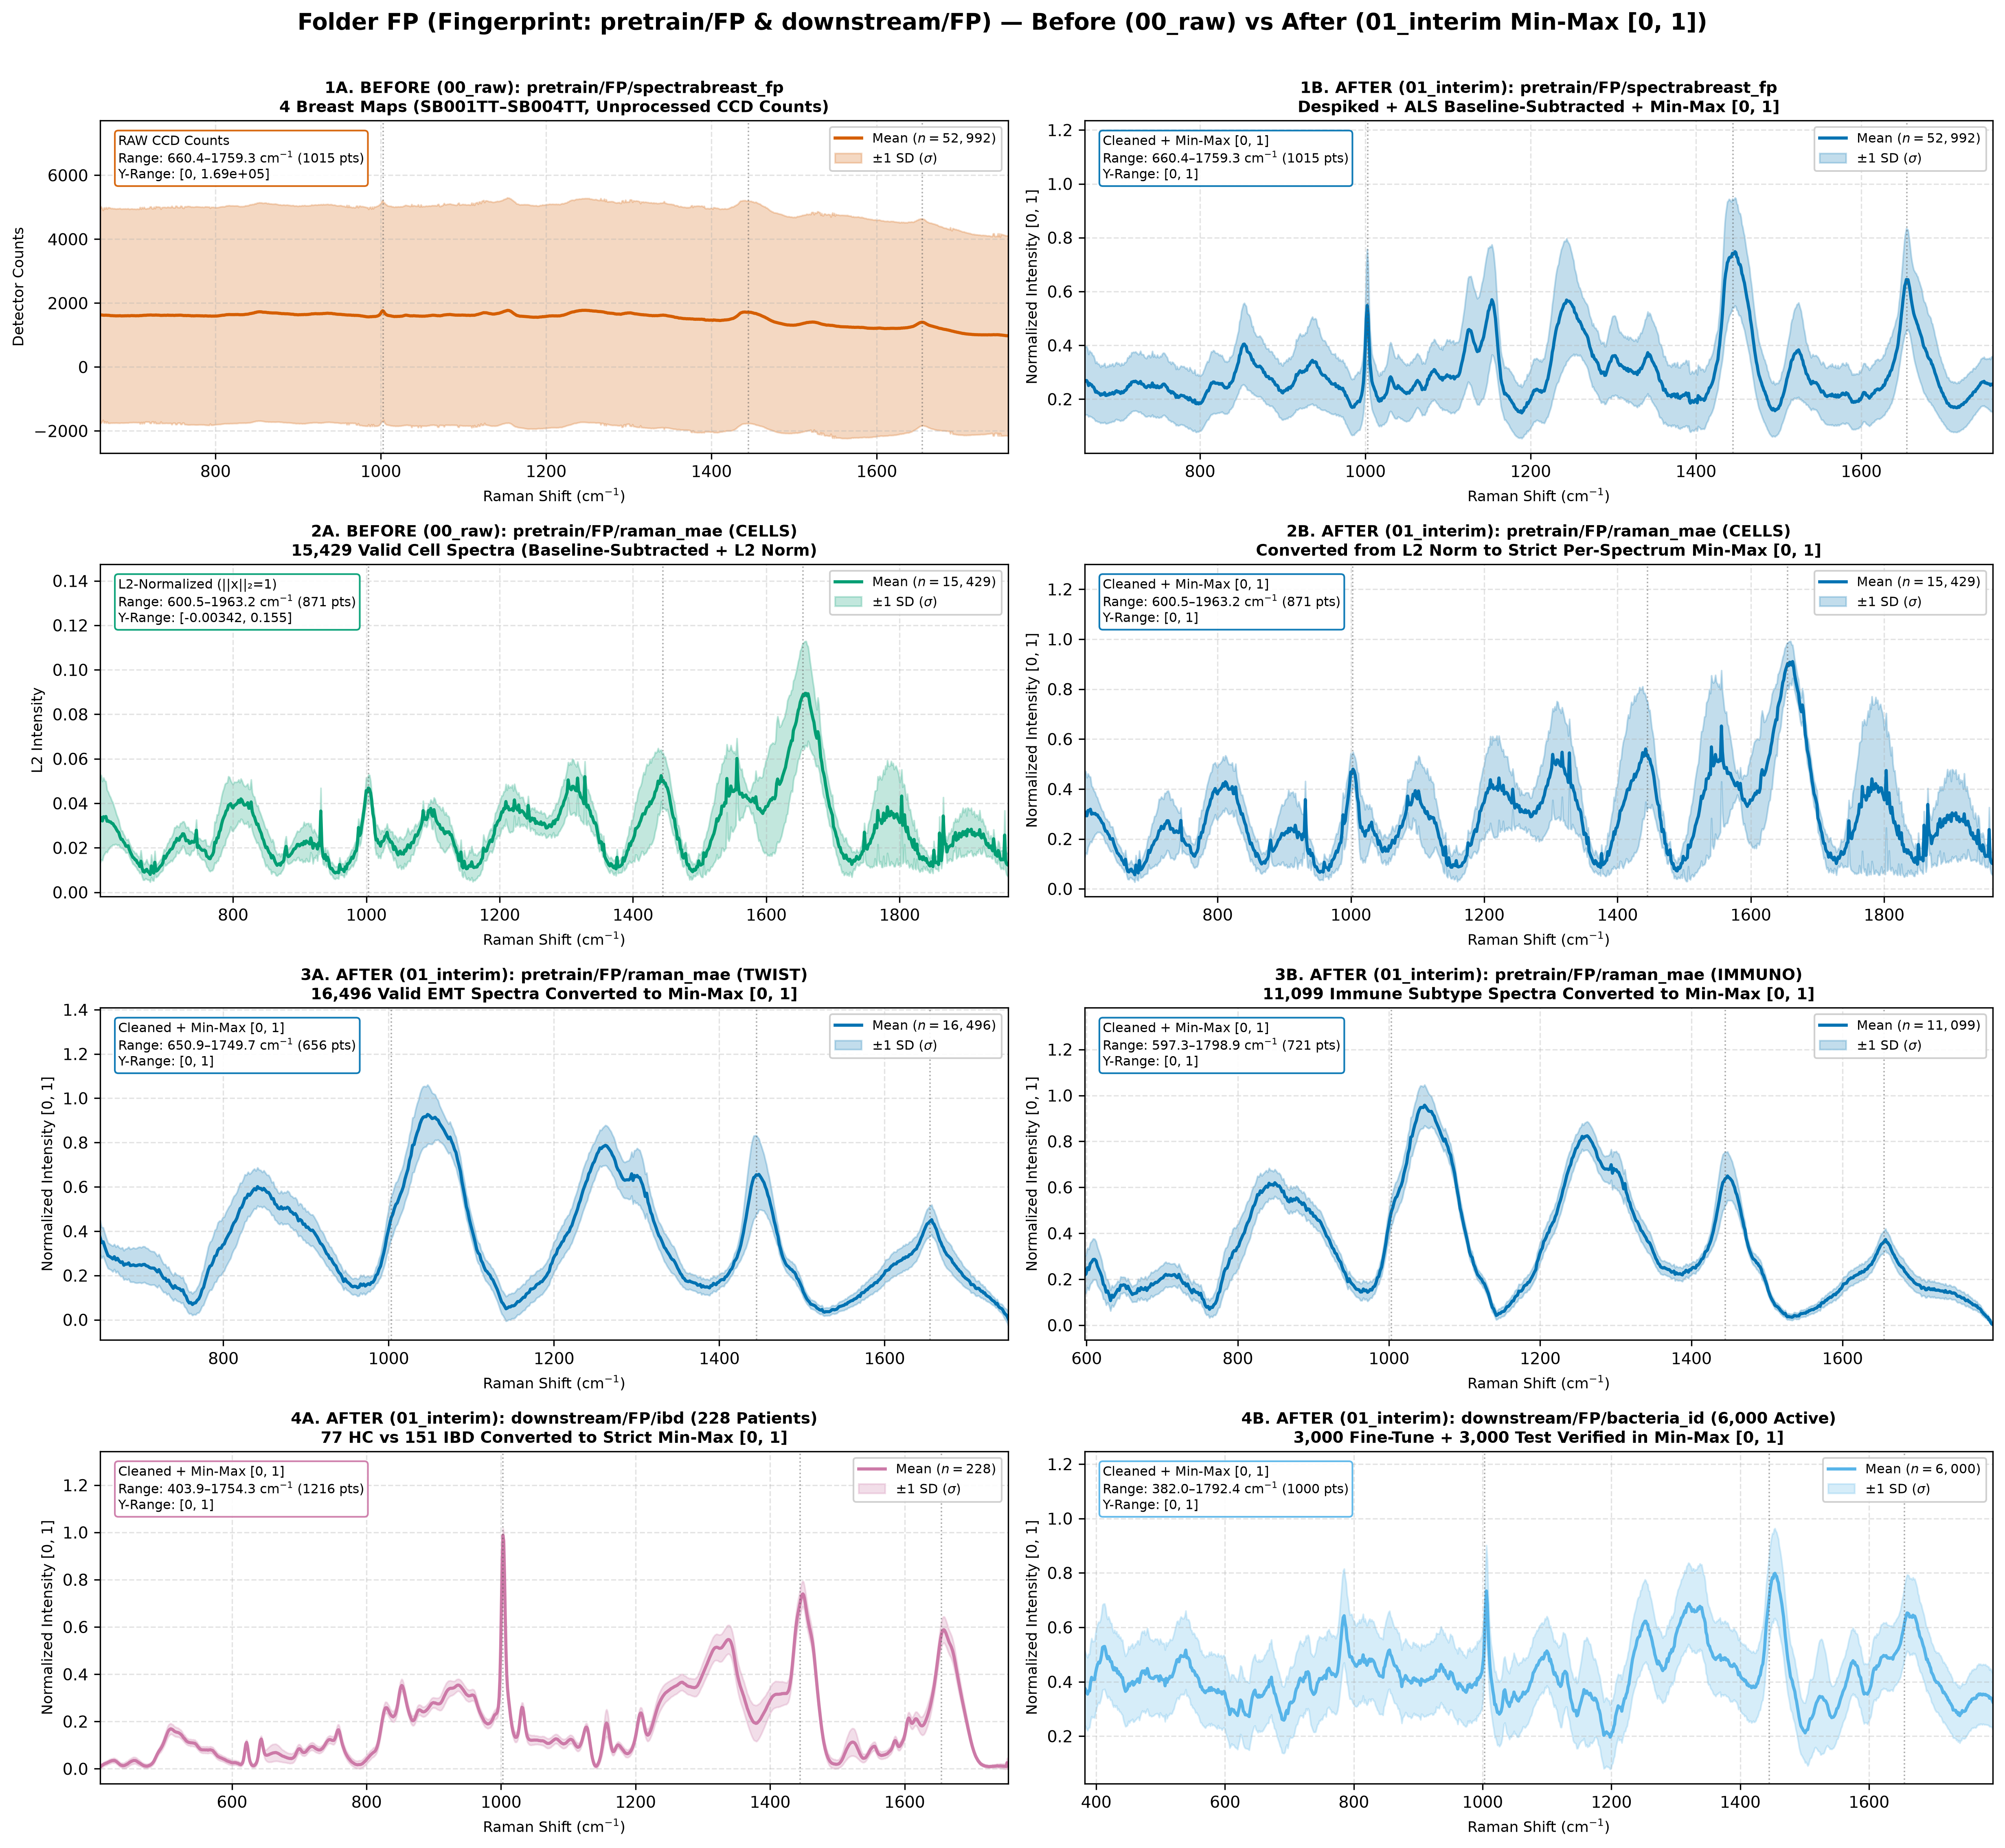 Folder FP (Fingerprint: pretrain/FP & downstream/FP) — Before (00_raw) vs After (01_interim Min-Max [0, 1])
1A. BEFORE (00_raw): pretrain/FP/spectrabreast_fp
4 Breast Maps (SB001TT–SB004TT, Unprocessed CCD Counts)
RAW CCD Counts
Range: 660.4–1759.3 cm⁻¹ (1015 pts)
Y-Range: [0, 1.69e+05]
Mean (n = 52,992)
±1 SD (σ)
6000
4000
2000
0
−2000
Detector Counts
800 1000 1200 1400 1600
Raman Shift (cm⁻¹)
1B. AFTER (01_interim): pretrain/FP/spectrabreast_fp
Despiked + ALS Baseline-Subtracted + Min-Max [0, 1]
Cleaned + Min-Max [0, 1]
Range: 660.4–1759.3 cm⁻¹ (1015 pts)
Y-Range: [0, 1]
Mean (n = 52,992)
±1 SD (σ)
1.2
1.0
0.8
0.6
0.4
0.2
Normalized Intensity [0, 1]
800 1000 1200 1400 1600
Raman Shift (cm⁻¹)
2A. BEFORE (00_raw): pretrain/FP/raman_mae (CELLS)
15,429 Valid Cell Spectra (Baseline-Subtracted + L2 Norm)
L2-Normalized (||x||₂=1)
Range: 600.5–1963.2 cm⁻¹ (871 pts)
Y-Range: [-0.00342, 0.155]
Mean (n = 15,429)
±1 SD (σ)
0.14
0.12
0.10
0.08
0.06
0.04
0.02
0.00
L2 Intensity
800 1000 1200 1400 1600 1800
Raman Shift (cm⁻¹)
2B. AFTER (01_interim): pretrain/FP/raman_mae (CELLS)
Converted from L2 Norm to Strict Per-Spectrum Min-Max [0, 1]
Cleaned + Min-Max [0, 1]
Range: 600.5–1963.2 cm⁻¹ (871 pts)
Y-Range: [0, 1]
Mean (n = 15,429)
±1 SD (σ)
1.2
1.0
0.8
0.6
0.4
0.2
0.0
Normalized Intensity [0, 1]
800 1000 1200 1400 1600 1800
Raman Shift (cm⁻¹)
3A. AFTER (01_interim): pretrain/FP/raman_mae (TWIST)
16,496 Valid EMT Spectra Converted to Min-Max [0, 1]
Cleaned + Min-Max [0, 1]
Range: 650.9–1749.7 cm⁻¹ (656 pts)
Y-Range: [0, 1]
Mean (n = 16,496)
±1 SD (σ)
1.4
1.2
1.0
0.8
0.6
0.4
0.2
0.0
Normalized Intensity [0, 1]
800 1000 1200 1400 1600
Raman Shift (cm⁻¹)
3B. AFTER (01_interim): pretrain/FP/raman_mae (IMMUNO)
11,099 Immune Subtype Spectra Converted to Min-Max [0, 1]
Cleaned + Min-Max [0, 1]
Range: 597.3–1798.9 cm⁻¹ (721 pts)
Y-Range: [0, 1]
Mean (n = 11,099)
±1 SD (σ)
1.2
1.0
0.8
0.6
0.4
0.2
0.0
Normalized Intensity [0, 1]
600 800 1000 1200 1400 1600
Raman Shift (cm⁻¹)
4A. AFTER (01_interim): downstream/FP/ibd (228 Patients)
77 HC vs 151 IBD Converted to Strict Min-Max [0, 1]
Cleaned + Min-Max [0, 1]
Range: 403.9–1754.3 cm⁻¹ (1216 pts)
Y-Range: [0, 1]
Mean (n = 228)
±1 SD (σ)
1.2
1.0
0.8
0.6
0.4
0.2
0.0
Normalized Intensity [0, 1]
600 800 1000 1200 1400 1600
Raman Shift (cm⁻¹)
4B. AFTER (01_interim): downstream/FP/bacteria_id (6,000 Active)
3,000 Fine-Tune + 3,000 Test Verified in Min-Max [0, 1]
Cleaned + Min-Max [0, 1]
Range: 382.0–1792.4 cm⁻¹ (1000 pts)
Y-Range: [0, 1]
Mean (n = 6,000)
±1 SD (σ)
1.2
1.0
0.8
0.6
0.4
0.2
Normalized Intensity [0, 1]
400 600 800 1000 1200 1400 1600
Raman Shift (cm⁻¹)